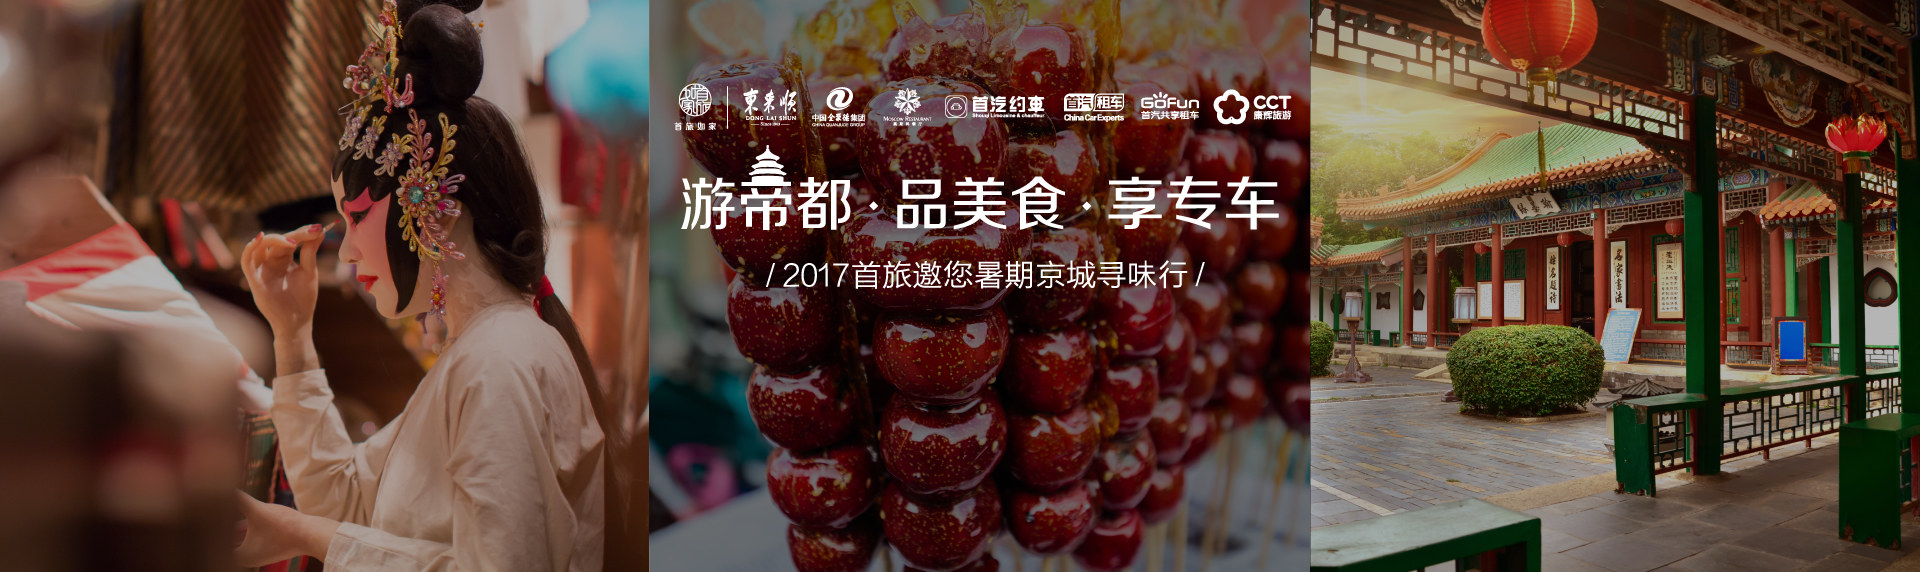 首旅如家
東来順
DONG LAI SHUN
Since 1903
中国全聚德集团
CHINA QUANJUDE GROUP
MOSCOW RESTAURANT
首汽约车
Shouqi Limousine & chauffeur
首汽租车
China Car Experts
GoFun
首汽共享租车
CCT
康辉旅游
游帝都·品美食·享专车
/ 2017首旅邀您暑期京城寻味行 /